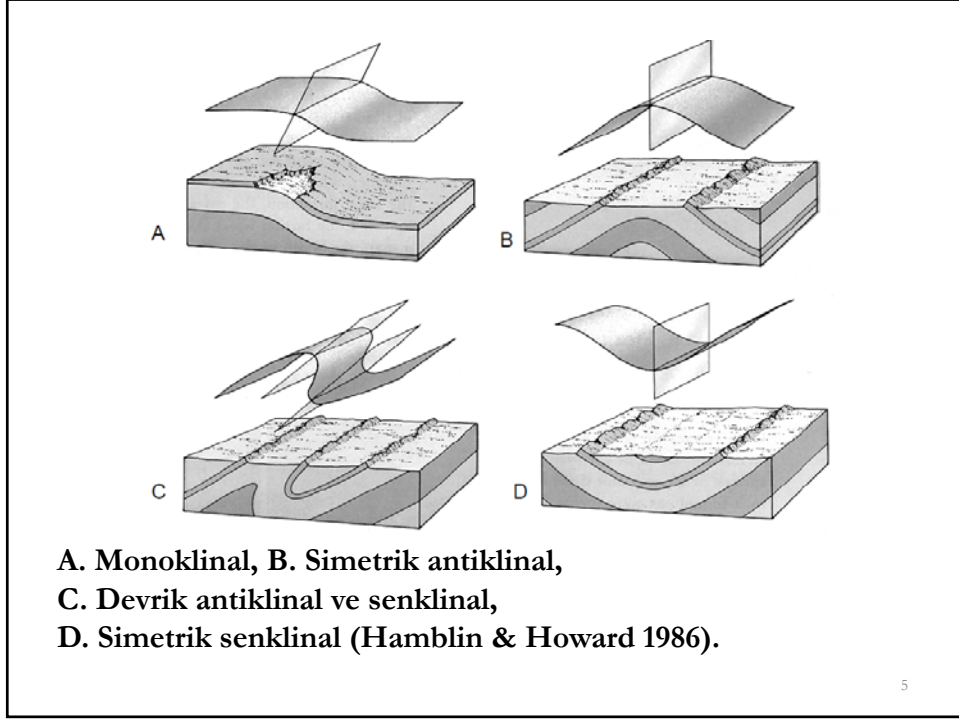 A
B
C
D
A. Monoklinal, B. Simetrik antiklinal,
C. Devrik antiklinal ve senklinal,
D. Simetrik senklinal (Hamblin & Howard 1986).
5